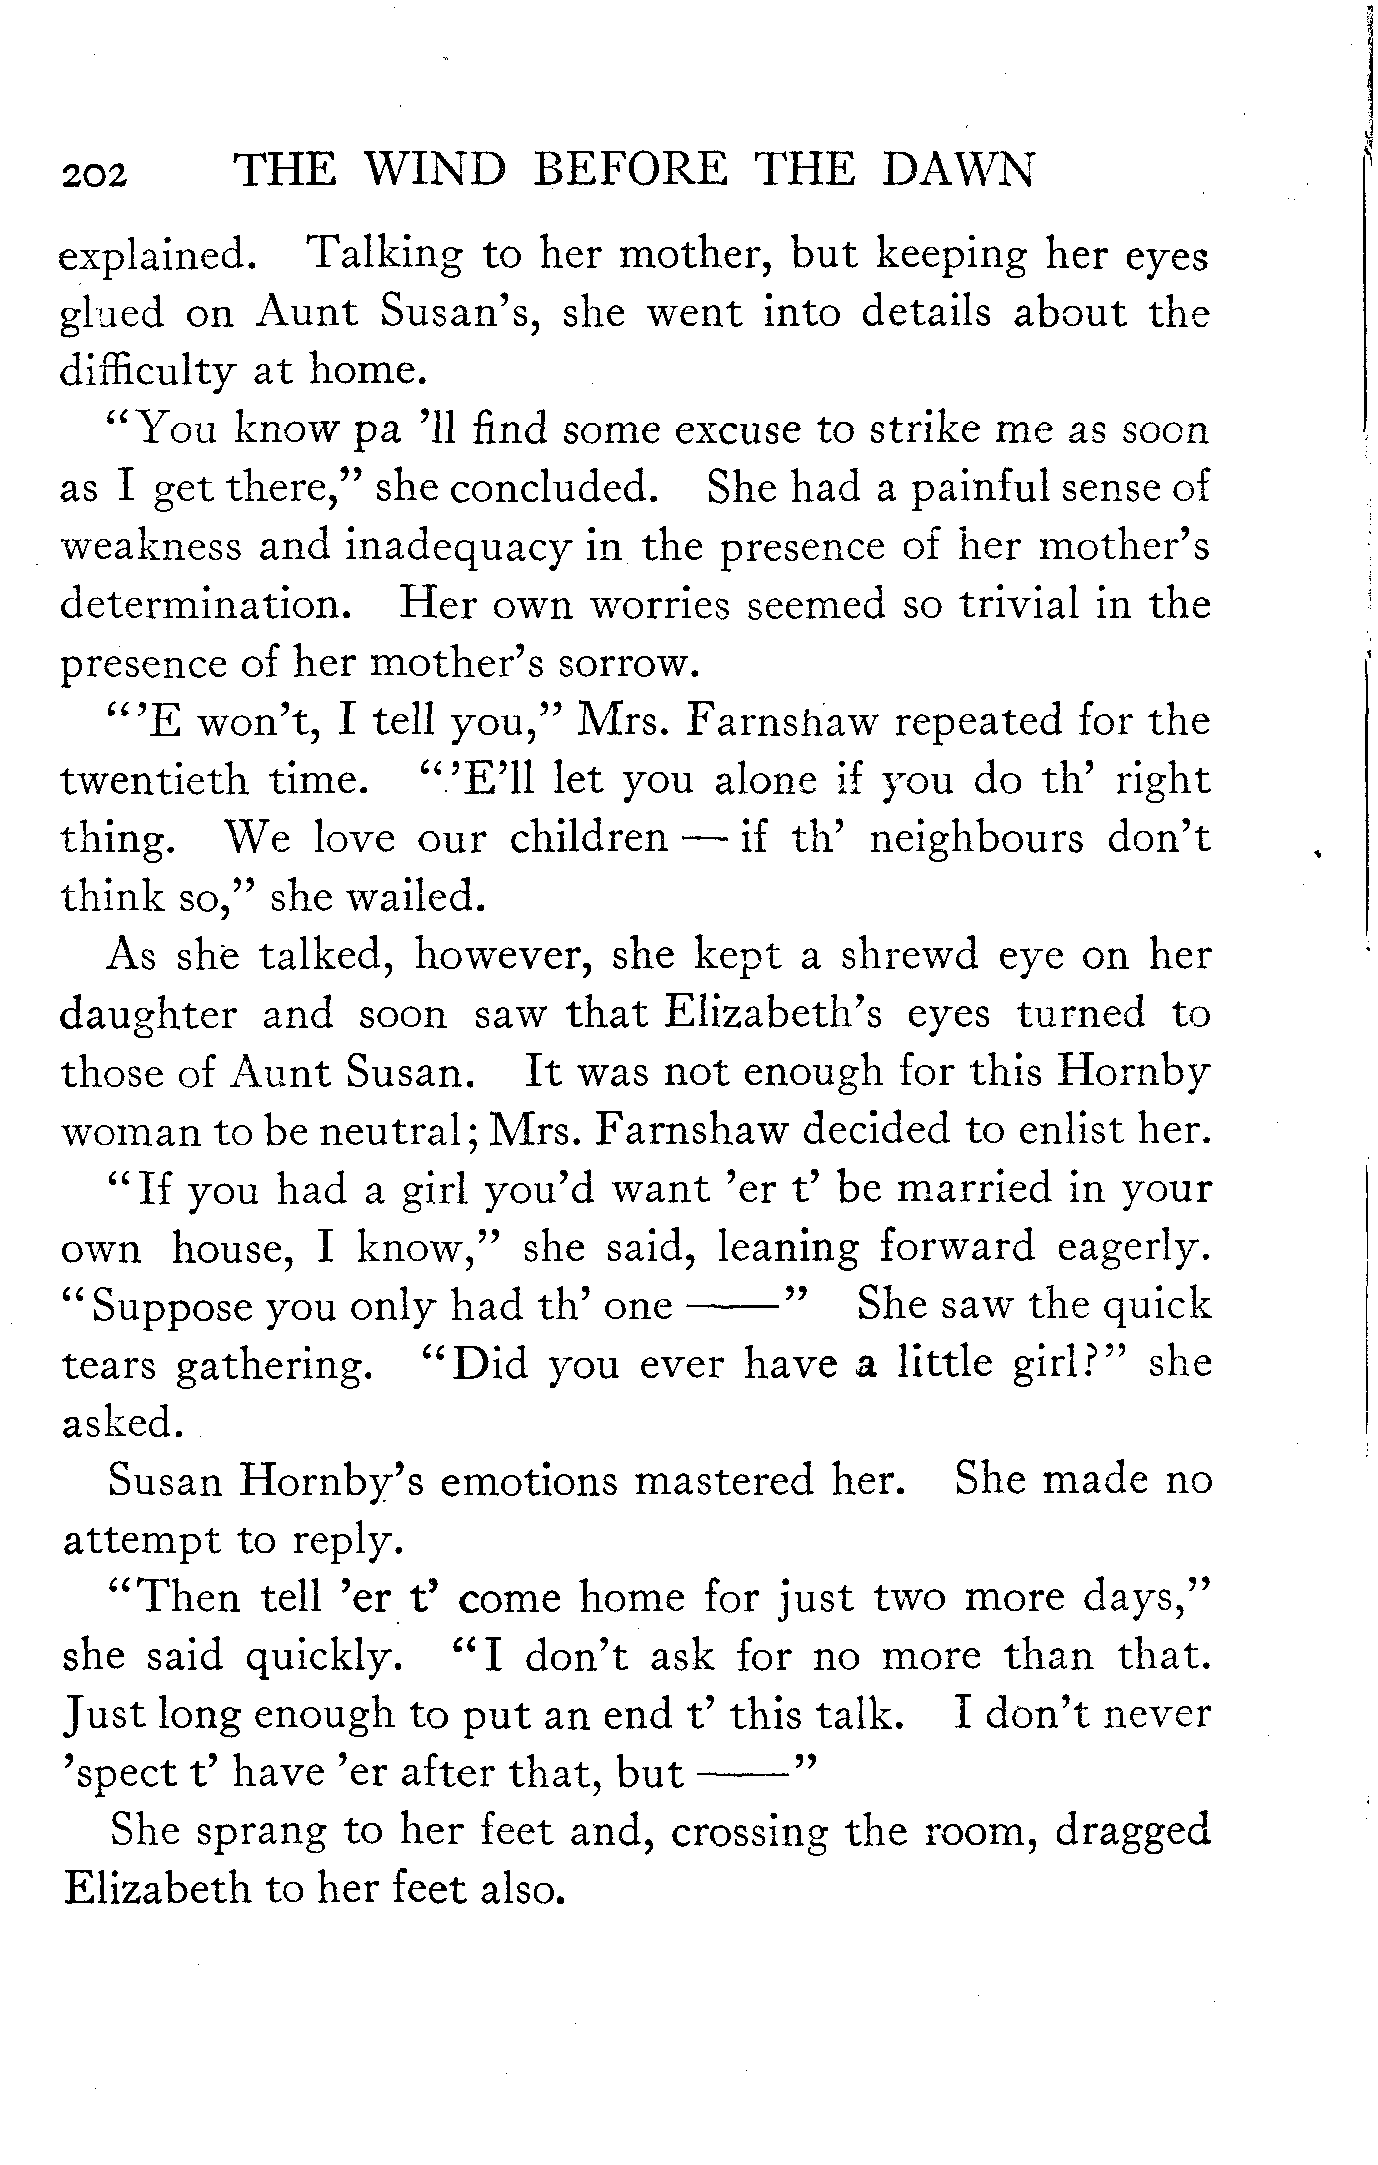 202 THE WIND BEFORE THE DAWN
explained. Talking to her mother, but keeping her eyes
glued on Aunt Susan's, she went into details about the
difficulty at home.
"You know pa 'll find some excuse to strike me as soon
as I get there," she concluded. She had a painful sense of
weakness and inadequacy in the presence of her mother's
determination. Her own worries seemed so trivial in the
presence of her mother's sorrow.
"'E won't, I tell you," Mrs. Farnshaw repeated for the
twentieth time. "'E'll let you alone if you do th' right
thing. We love our children — if th' neighbours don't
think so," she wailed.
As she talked, however, she kept a shrewd eye on her
daughter and soon saw that Elizabeth's eyes turned to
those of Aunt Susan. It was not enough for this Hornby
woman to be neutral; Mrs. Farnshaw decided to enlist her.
"If you had a girl you'd want 'er t' be married in your
own house, I know," she said, leaning forward eagerly.
"Suppose you only had th' one ——" She saw the quick
tears gathering. "Did you ever have a little girl?" she
asked.
Susan Hornby's emotions mastered her. She made no
attempt to reply.
"Then tell 'er t' come home for just two more days,"
she said quickly. "I don't ask for no more than that.
Just long enough to put an end t' this talk. I don't never
'spect t' have 'er after that, but ——"
She sprang to her feet and, crossing the room, dragged
Elizabeth to her feet also.